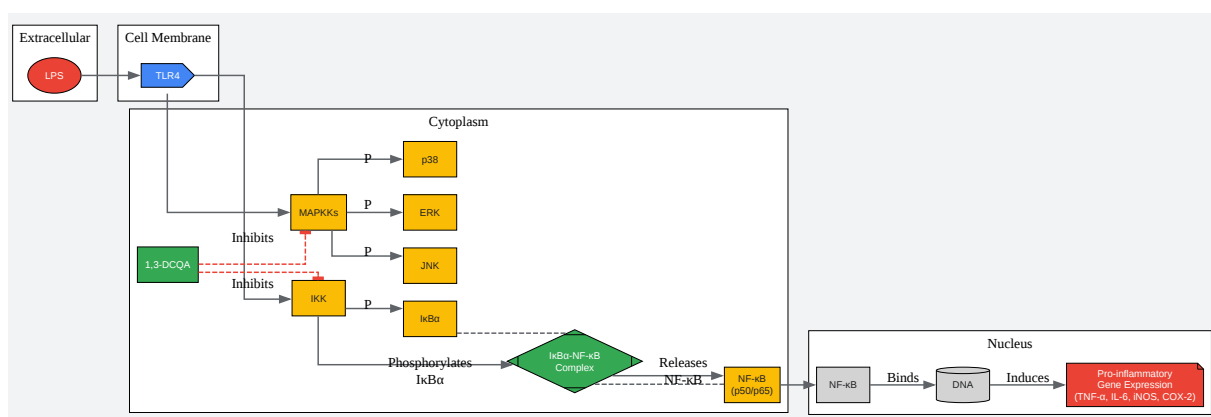 Extracellular
LPS
Cell Membrane
TLR4
Cytoplasm
P
p38
MAPKKs
P
ERK
Inhibits
P
JNK
1,3-DCQA
Inhibits
IKK
P
IκBα
Phosphorylates
IκBα
IκBα-NF-κB
Complex
Releases
NF-κB
NF-κB
(p50/p65)
Nucleus
NF-κB
Binds
DNA
Induces
Pro-inflammatory
Gene Expression
(TNF-α, IL-6, iNOS, COX-2)